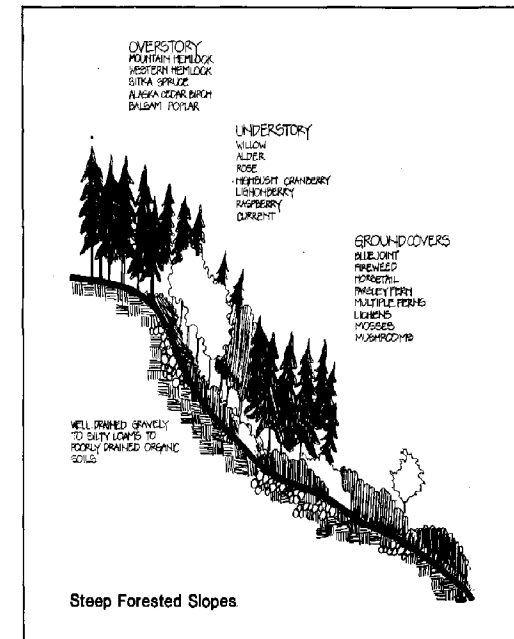 OVERSTORY
MOUNTAIN HEMLOCK
WESTERN HEMLOCK
SITKA SPRUCE
ALASKA CEDAR BIRCH
BALSAM POPLAR
UNDERSTORY
WILLOW
ALDER
ROSE
HIGHBUSH CRANBERRY
LIGHONBERRY
RASPBERRY
CURRENT
GROUNDCOVERS
BLUEJOINT
FIREWEED
HORSETAIL
PARSLEY FERN
MULTIPLE FERNS
LICHENS
MOSSES
MUSHROOMS
WELL DRAINED GRAVELY
TO SILTY LOAMS TO
POORLY DRAINED ORGANIC
SOILS
Steep Forested Slopes